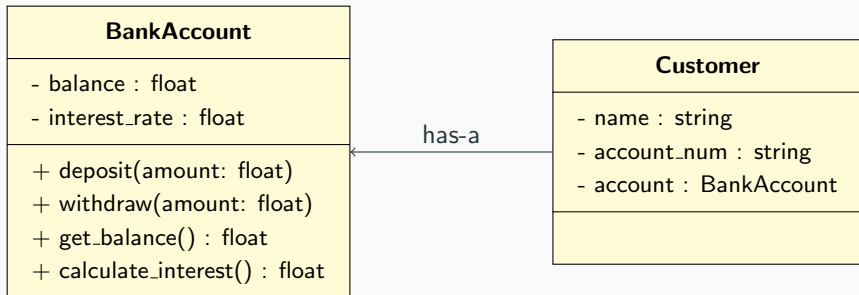 BankAccount
- balance : float
- interest_rate : float
+ deposit(amount: float)
+ withdraw(amount: float)
+ get_balance() : float
+ calculate_interest() : float
has-a
Customer
- name : string
- account_num : string
- account : BankAccount